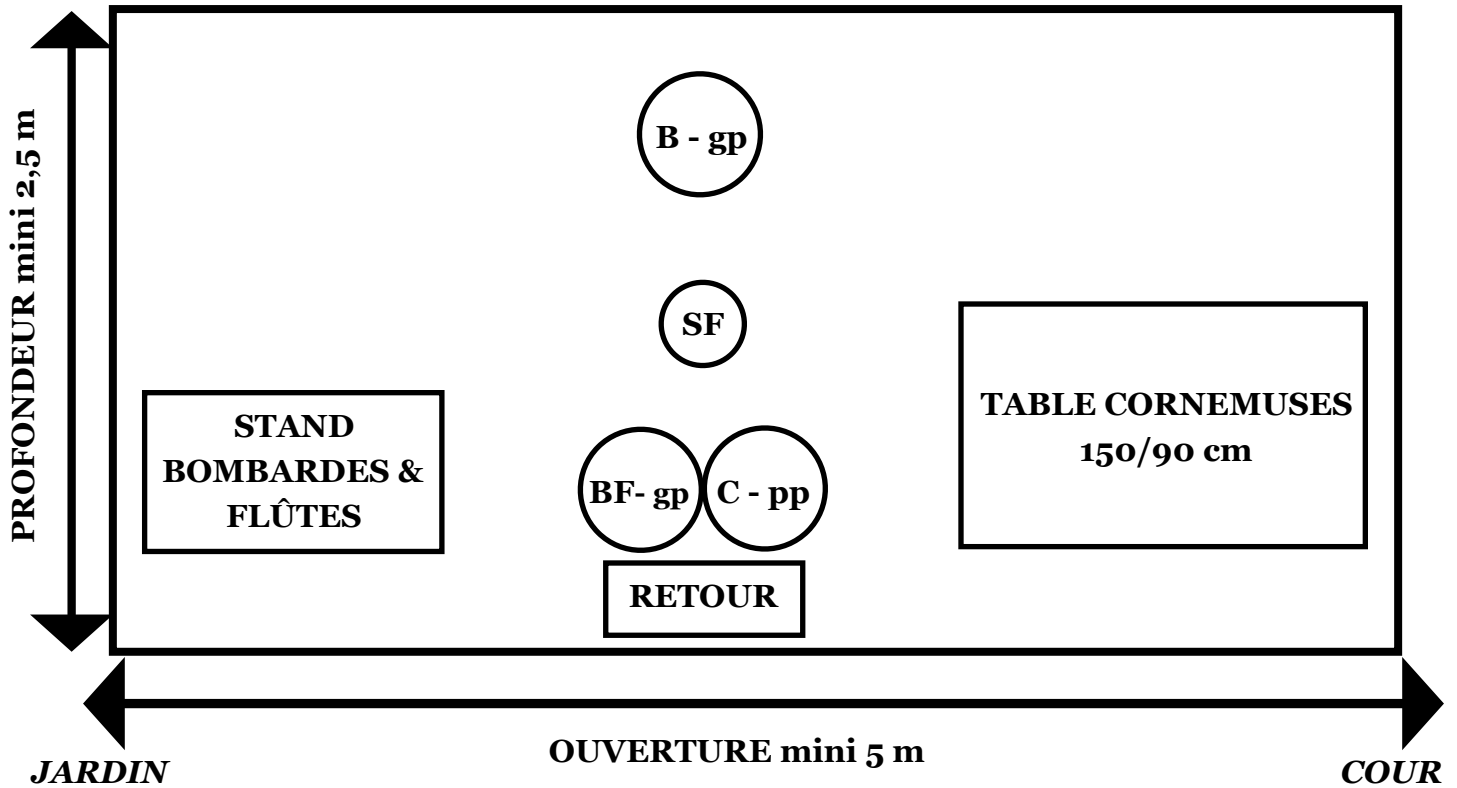 PROFONDEUR mini 2,5 m
B - gp
SF
STAND
BOMBARDES &
FLÛTES
TABLE CORNEMUSES
150/90 cm
BF- gp
C - pp
RETOUR
OUVERTURE mini 5 m
JARDIN
COUR